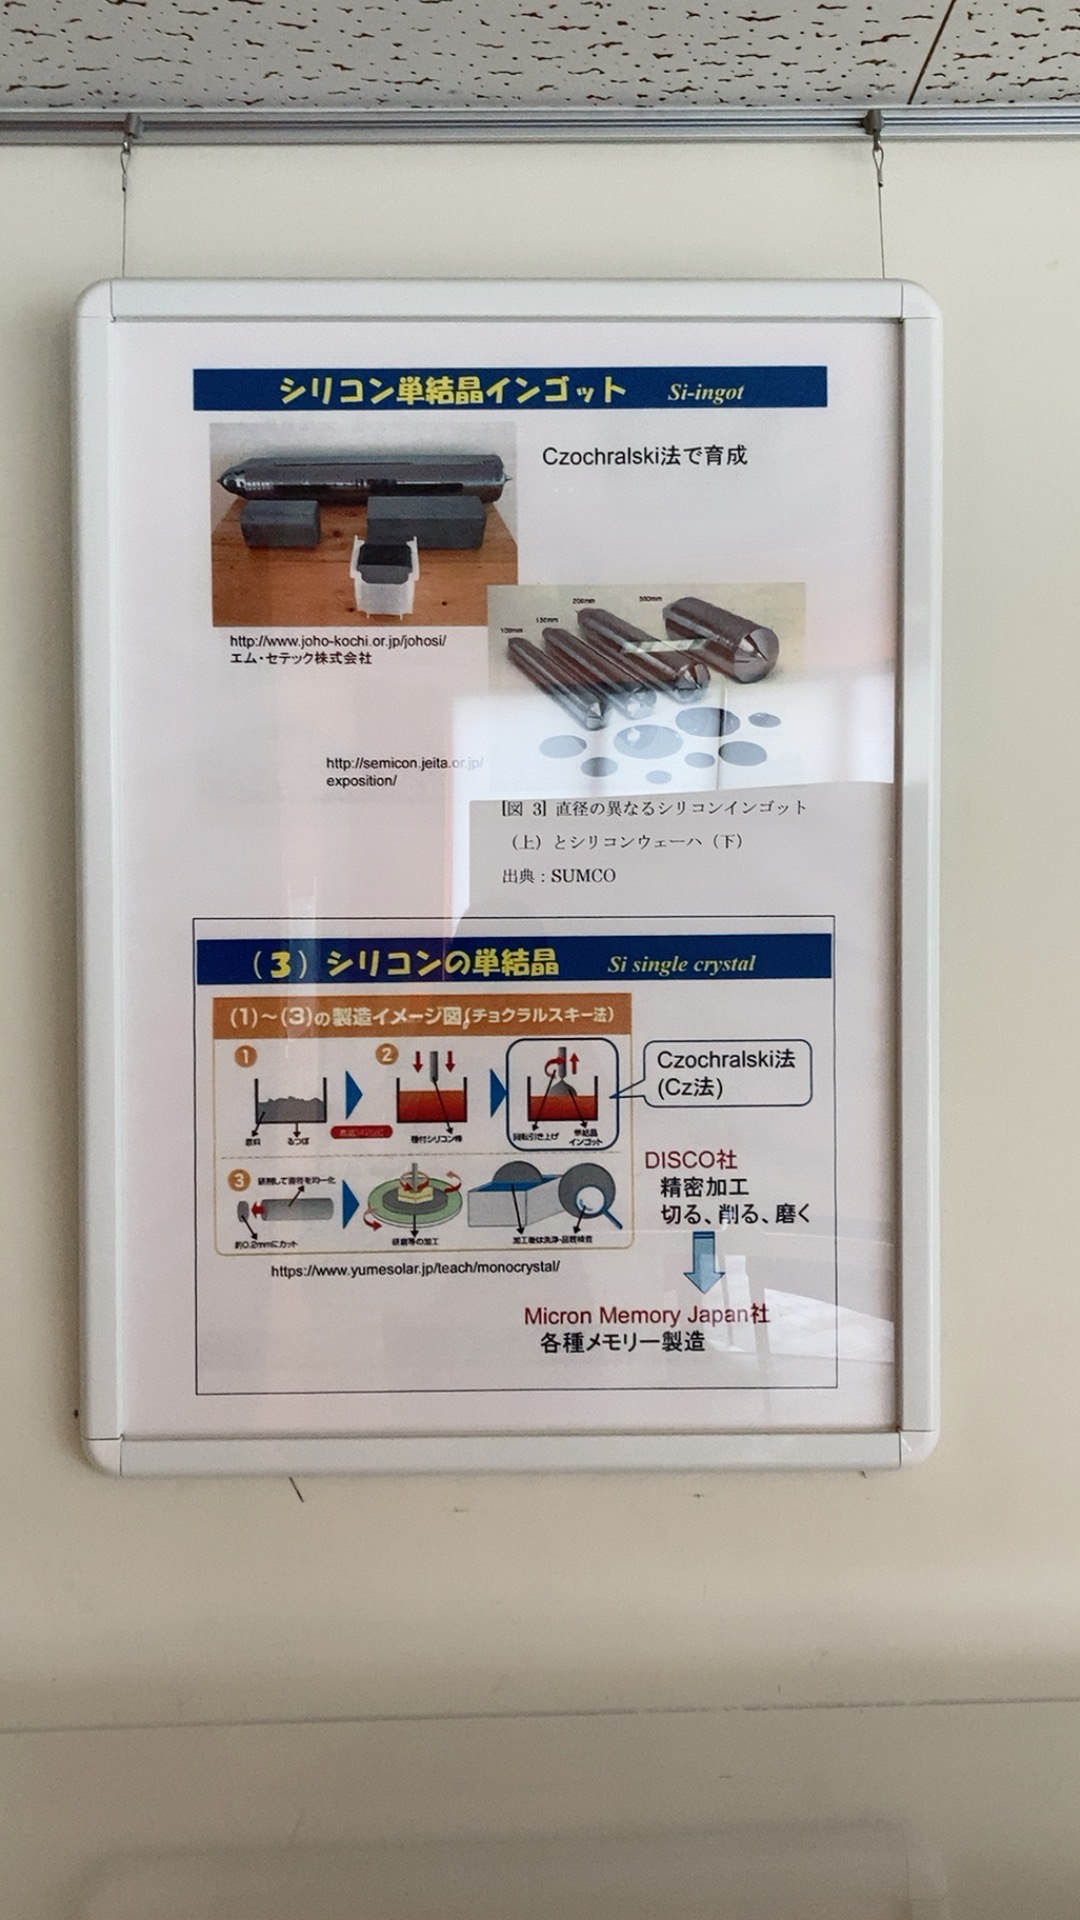 シリコン単結晶インゴット Si-ingot
Czochralski法で育成
http://www.joho-kochi.or.jp/johosi/
エム・セテック株式会社
100mm
150mm
200mm
300mm
http://semicon.jeita.or.jp/
exposition/
[図 3] 直径の異なるシリコンインゴット
（上）とシリコンウェーハ（下）
出典：SUMCO
（3）シリコンの単結晶 Si single crystal
(1)～(3)の製造イメージ図(チョクラルスキー法)
1
2
原料
るつぼ
種付シリコン棒
回転引き上げ
単結晶
インゴット
Czochralski法
(Cz法)
3
研磨して直径を均一化
約0.2mmにカット
研磨等の加工
加工後は洗浄・品質検査
https://www.yumesolar.jp/teach/monocrystal/
DISCO社
精密加工
切る、削る、磨く
Micron Memory Japan社
各種メモリー製造